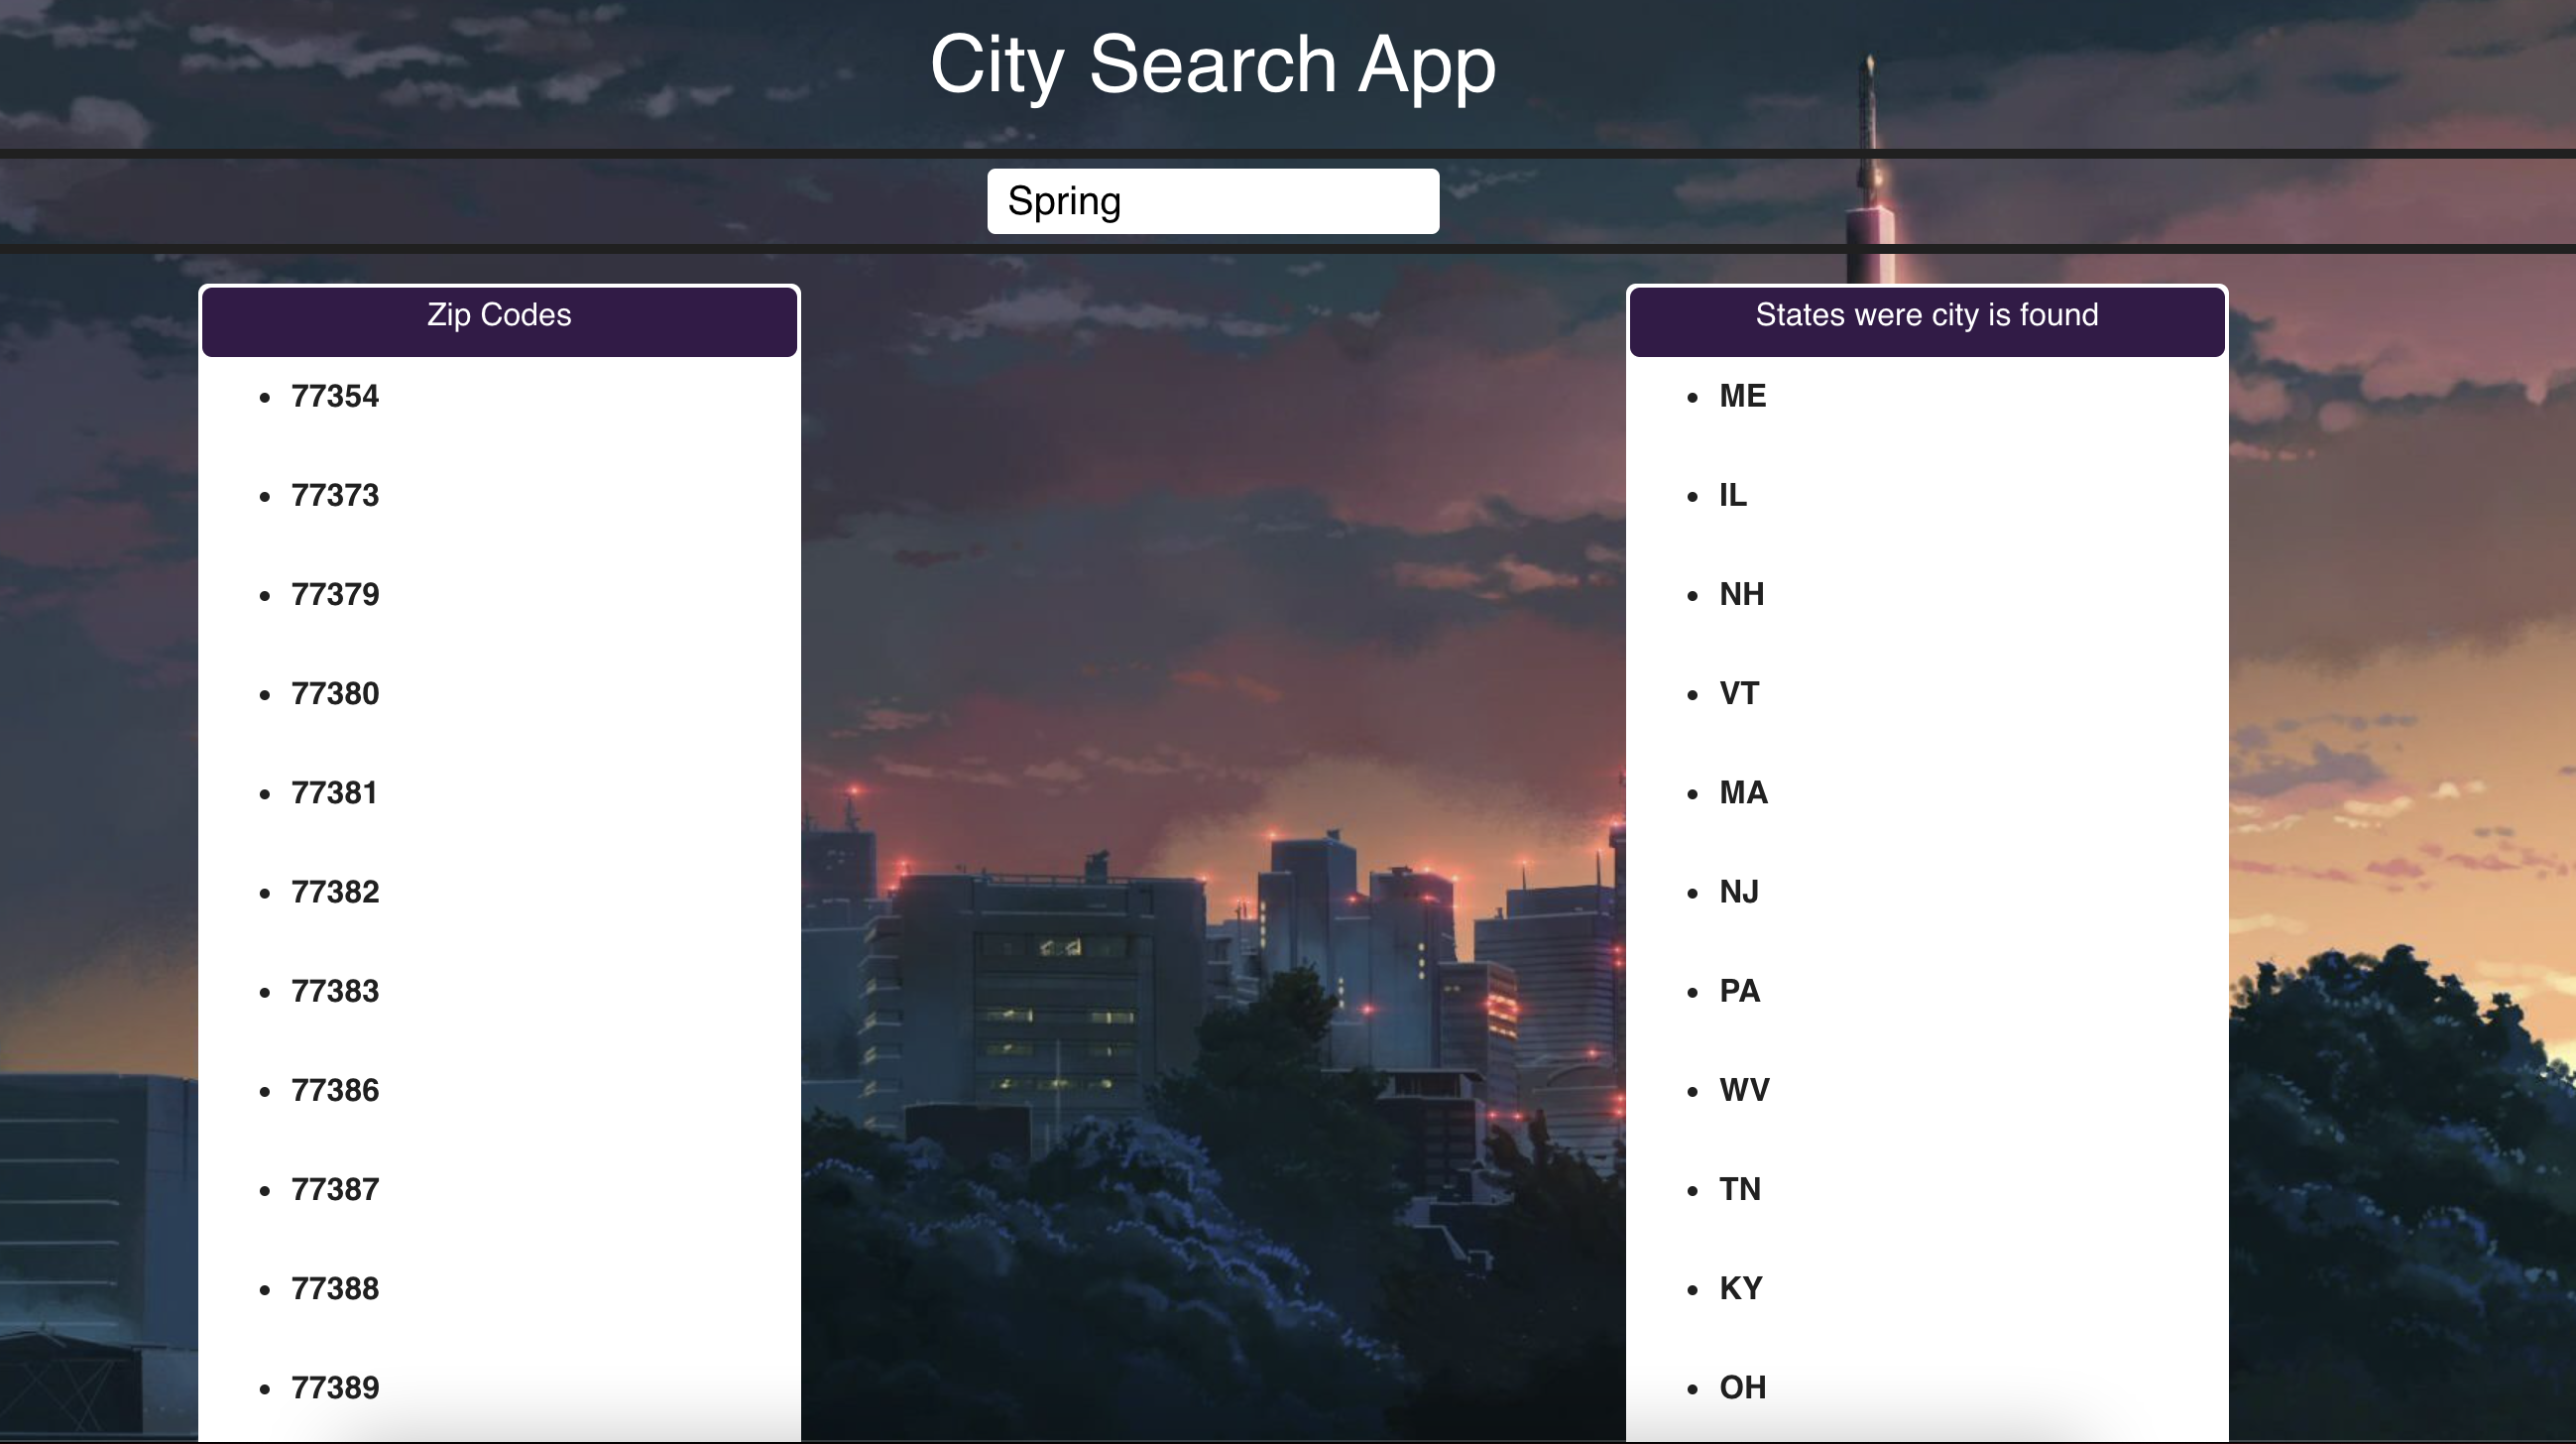 City Search App
Spring
Zip Codes
77354
77373
77379
77380
77381
77382
77383
77386
77387
77388
77389
States were city is found
ME
IL
NH
VT
MA
NJ
PA
WV
TN
KY
OH